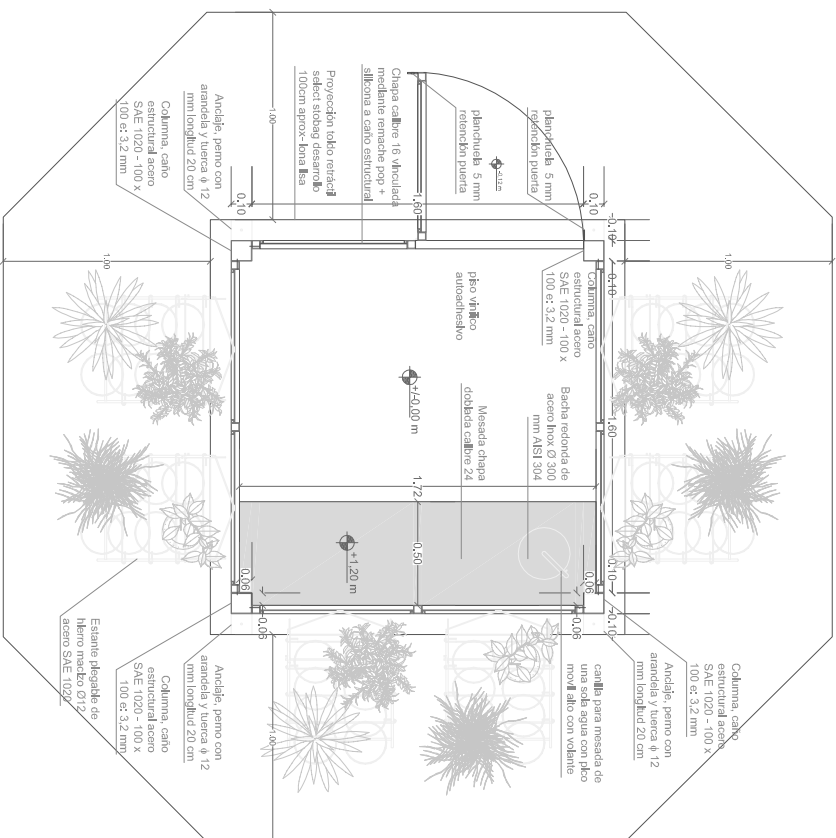 Anclaje, perno con
arandela y tuerca ϕ 12
mm longitud 20 cm
Columna, caño
estructural acero
SAE 1020 - 100 x
100 e: 3,2 mm
Proyección toldo retráctil
select stobag desarrollo
100cm aprox- lona lisa
Chapa calibre 16 vinculada
mediante remache pop +
silicona a caño estructural
planchuela 5 mm
retención puerta
planchuela 5 mm
retención puerta
-0,12 m
1.00
0.10
1.60
0.10
-0.10
1.00
1.00
0.10
Columna, caño
estructural acero
SAE 1020 - 100 x
100 e: 3,2 mm
piso vinílico
autoadhesivo
+/-0,00 m
1.60
Bacha redonda de
acero inox Ø 300
mm AISI 304
Mesada chapa
doblada calibre 24
1.72
0.50
+1,20 m
0.06
0.06
0.10
-0.10
0.06
0.06
Estante plegable de
hierro macizo Ø12
acero SAE 1020
Columna, caño
estructural acero
SAE 1020 - 100 x
100 e: 3,2 mm
Anclaje, perno con
arandela y tuerca ϕ 12
mm longitud 20 cm
1.00
canilla para mesada de
una sola agua con pico
movil alto con volante
Anclaje, perno con
arandela y tuerca ϕ 12
mm longitud 20 cm
Columna, caño
estructural acero
SAE 1020 - 100 x
100 e: 3,2 mm